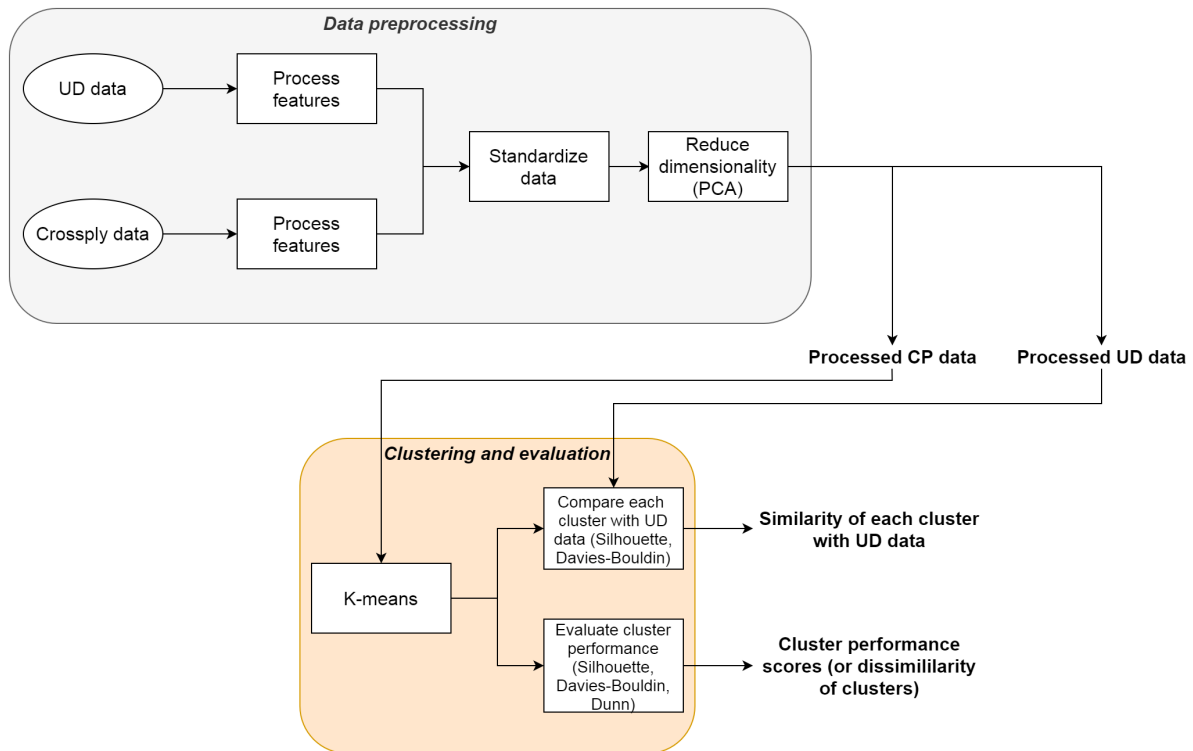 Data preprocessing
UD data
Process
features
Standardize
data
Reduce
dimensionality
(PCA)
Crossply data
Process
features
Processed CP data
Processed UD data
Clustering and evaluation
Compare each
cluster with UD
data (Silhouette,
Davies-Bouldin)
Similarity of each cluster
with UD data
K-means
Evaluate cluster
performance
(Silhouette,
Davies-Bouldin,
Dunn)
Cluster performance
scores (or dissimililarity
of clusters)